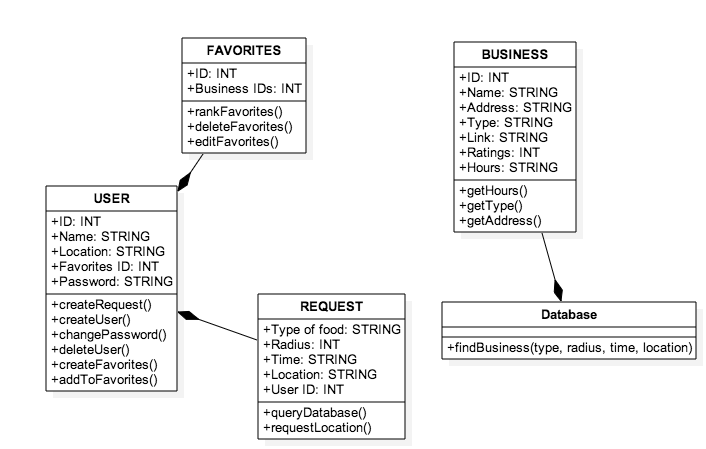 FAVORITES
+ID: INT
+Business IDs: INT
+rankFavorites()
+deleteFavorites()
+editFavorites()
BUSINESS
+ID: INT
+Name: STRING
+Address: STRING
+Type: STRING
+Link: STRING
+Ratings: INT
+Hours: STRING
+getHours()
+getType()
+getAddress()
USER
+ID: INT
+Name: STRING
+Location: STRING
+Favorites ID: INT
+Password: STRING
+createRequest()
+createUser()
+changePassword()
+deleteUser()
+createFavorites()
+addToFavorites()
REQUEST
+Type of food: STRING
+Radius: INT
+Time: STRING
+Location: STRING
+User ID: INT
+queryDatabase()
+requestLocation()
Database
+findBusiness(type, radius, time, location)